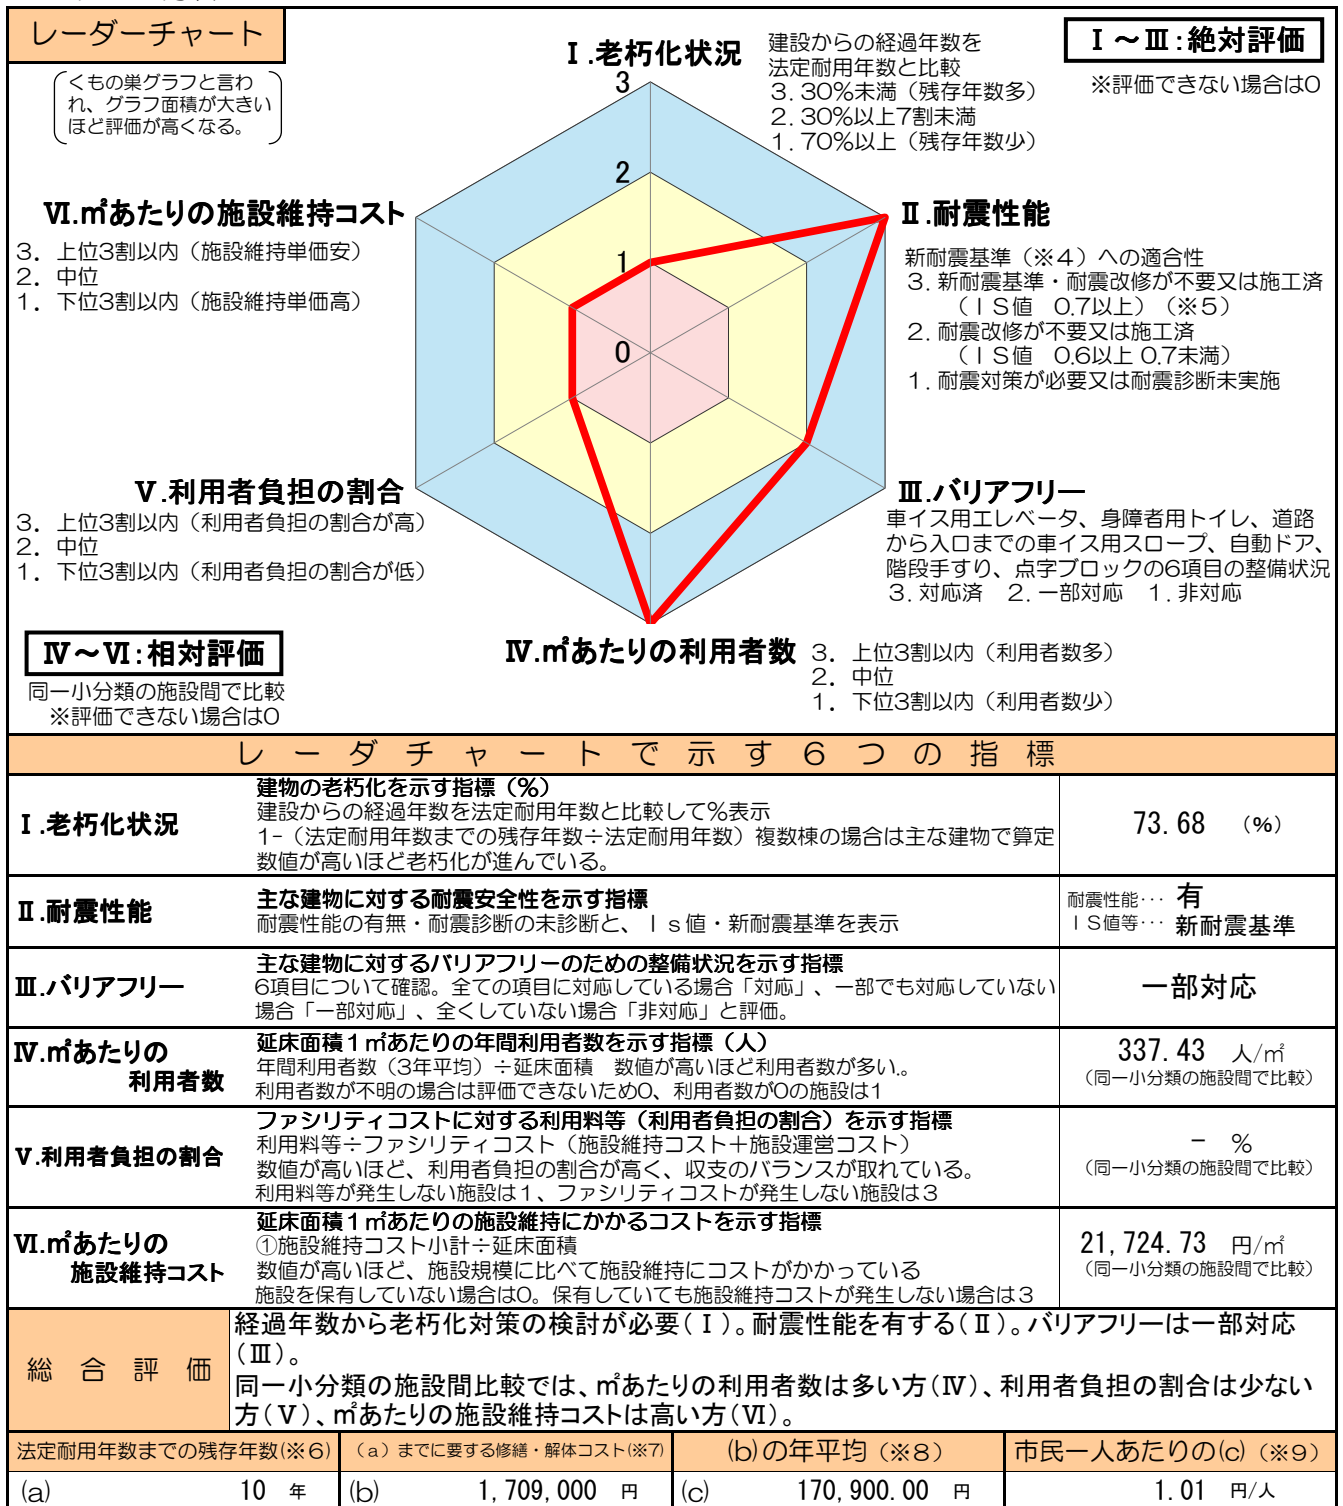 レーダーチャート
くもの巣グラフと言わ
れ、グラフ面積が大きい
ほど評価が高くなる。
Ⅰ.老朽化状況
建設からの経過年数を
法定耐用年数と比較
3. 30%未満（残存年数多）
2. 30%以上7割未満
1. 70%以上（残存年数少）
Ⅰ～Ⅲ:絶対評価
※評価できない場合は0
3
2
1
0
Ⅵ.㎡あたりの施設維持コスト
3. 上位3割以内（施設維持単価安）
2. 中位
1. 下位3割以内（施設維持単価高）
Ⅱ.耐震性能
新耐震基準（※4）への適合性
3. 新耐震基準・耐震改修が不要又は施工済
（ＩＳ値 0.7以上）（※5）
2. 耐震改修が不要又は施工済
（ＩＳ値 0.6以上 0.7未満）
1. 耐震対策が必要又は耐震診断未実施
Ⅴ.利用者負担の割合
3. 上位3割以内（利用者負担の割合が高）
2. 中位
1. 下位3割以内（利用者負担の割合が低）
Ⅲ.バリアフリー
車イス用エレベータ、身障者用トイレ、道路
から入口までの車イス用スロープ、自動ドア、
階段手すり、点字ブロックの6項目の整備状況
3. 対応済 2. 一部対応 1. 非対応
Ⅳ～Ⅵ:相対評価
同一小分類の施設間で比較
※評価できない場合は0
Ⅳ.㎡あたりの利用者数
3. 上位3割以内（利用者数多）
2. 中位
1. 下位3割以内（利用者数少）
レーダチャートで示す6つの指標
Ⅰ.老朽化状況
建物の老朽化を示す指標（%）
建設からの経過年数を法定耐用年数と比較して%表示
1-（法定耐用年数までの残存年数÷法定耐用年数）複数棟の場合は主な建物で算定
数値が高いほど老朽化が進んでいる。
73.68 （%）
Ⅱ.耐震性能
主な建物に対する耐震安全性を示す指標
耐震性能の有無・耐震診断の未診断と、Ｉｓ値・新耐震基準を表示
耐震性能… 有
ＩＳ値等… 新耐震基準
Ⅲ.バリアフリー
主な建物に対するバリアフリーのための整備状況を示す指標
6項目について確認。全ての項目に対応している場合「対応」、一部でも対応していない
場合「一部対応」、全くしていない場合「非対応」と評価。
一部対応
Ⅳ.㎡あたりの
利用者数
延床面積１㎡あたりの年間利用者数を示す指標（人）
年間利用者数（3年平均）÷延床面積 数値が高いほど利用者数が多い。
利用者数が不明の場合は評価できないため0、利用者数が0の施設は1
337.43 人/㎡
（同一小分類の施設間で比較）
Ⅴ.利用者負担の割合
ファシリティコストに対する利用料等（利用者負担の割合）を示す指標
利用料等÷ファシリティコスト（施設維持コスト＋施設運営コスト）
数値が高いほど、利用者負担の割合が高く、収支のバランスが取れている。
利用料等が発生しない施設は１、ファシリティコストが発生しない施設は３
－ %
（同一小分類の施設間で比較）
Ⅵ.㎡あたりの
施設維持コスト
延床面積１㎡あたりの施設維持にかかるコストを示す指標
①施設維持コスト小計÷延床面積
数値が高いほど、施設規模に比べて施設維持にコストがかかっている
施設を保有していない場合は0。保有していても施設維持コストが発生しない場合は３
21,724.73 円/㎡
（同一小分類の施設間で比較）
総合評価
経過年数から老朽化対策の検討が必要(Ⅰ)。耐震性能を有する(Ⅱ)。バリアフリーは一部対応
(Ⅲ)。
同一小分類の施設間比較では、㎡あたりの利用者数は多い方(Ⅳ)、利用者負担の割合は少ない
方(Ⅴ)、㎡あたりの施設維持コストは高い方(Ⅵ)。
法定耐用年数までの残存年数(※6)
（a）までに要する修繕・解体コスト(※7)
(b)の年平均（※8）
市民一人あたりの(c)（※9）
(a) 10 年
(b) 1,709,000 円
(c) 170,900.00 円
1.01 円/人